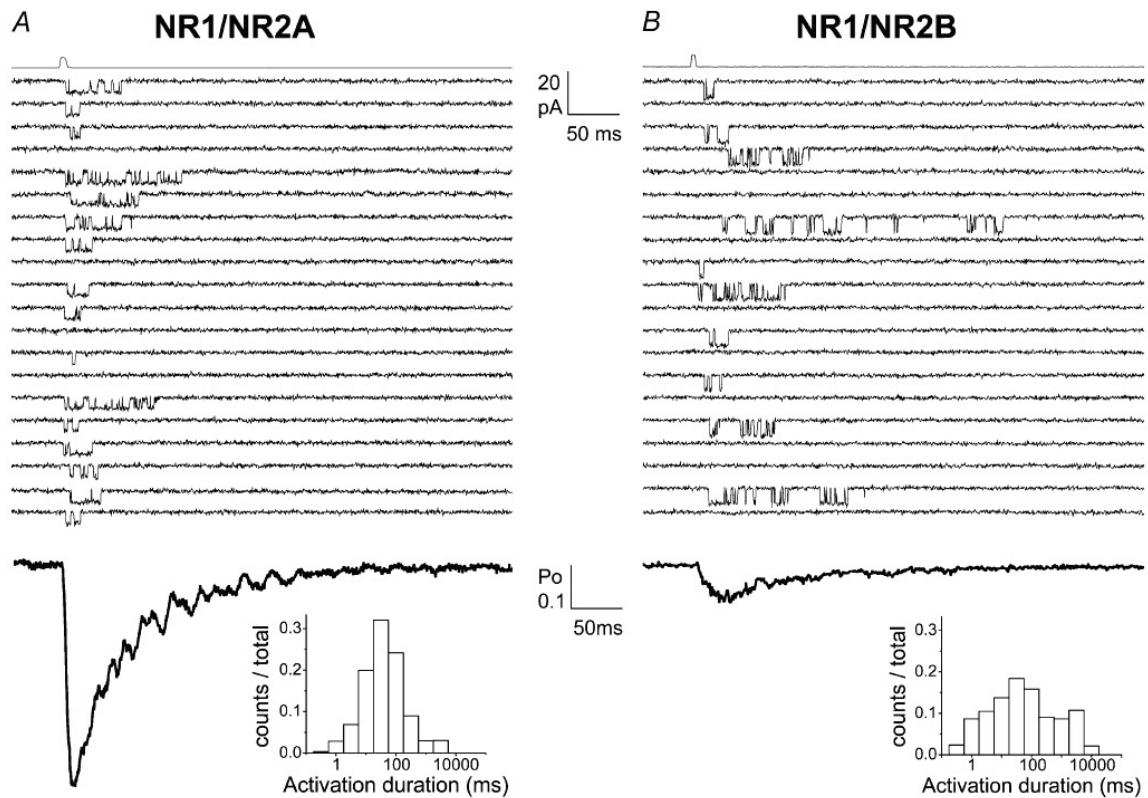 A NR1/NR2A
B NR1/NR2B
20
pA
50 ms
Po
0.1
50ms
counts / total
0.3
0.2
0.1
0.0
1 100 10000
Activation duration (ms)
counts / total
0.3
0.2
0.1
0.0
1 100 10000
Activation duration (ms)